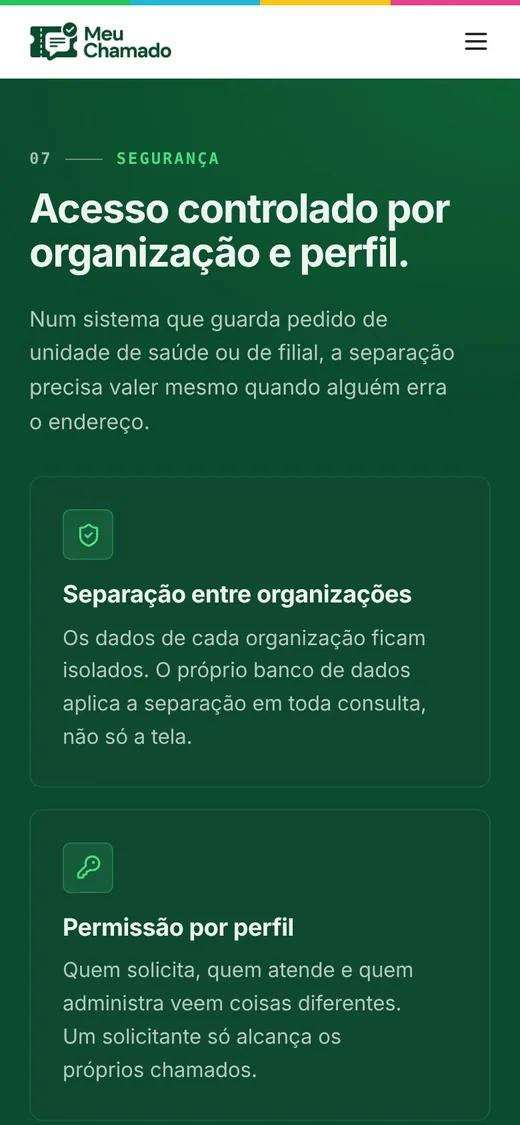 Meu
Chamado
07 SEGURANÇA
Acesso controlado por
organização e perfil.
Num sistema que guarda pedido de
unidade de saúde ou de filial, a separação
precisa valer mesmo quando alguém erra
o endereço.
Separação entre organizações
Os dados de cada organização ficam
isolados. O próprio banco de dados
aplica a separação em toda consulta,
não só a tela.
Permissão por perfil
Quem solicita, quem atende e quem
administra veem coisas diferentes.
Um solicitante só alcança os
próprios chamados.